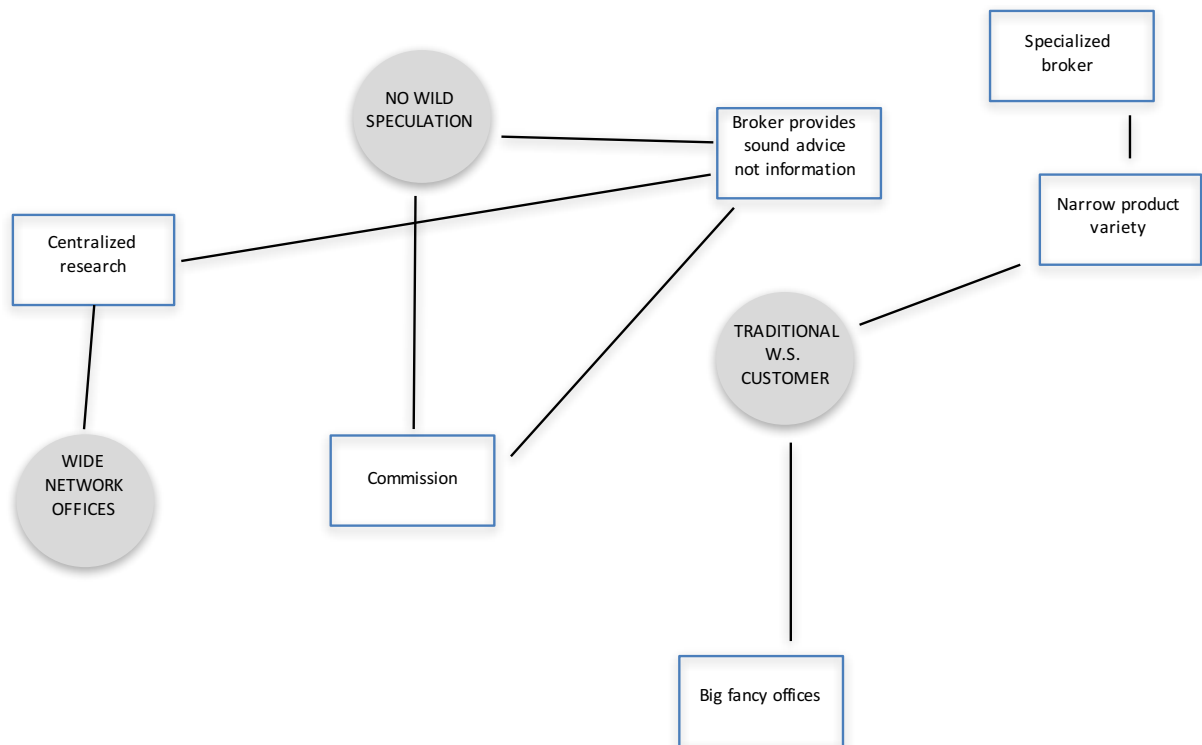 Specialized
broker
NO WILD
SPECULATION
Broker provides
sound advice
not information
Narrow product
variety
Centralized
research
TRADITIONAL
W.S.
CUSTOMER
WIDE
NETWORK
OFFICES
Commission
Big fancy offices